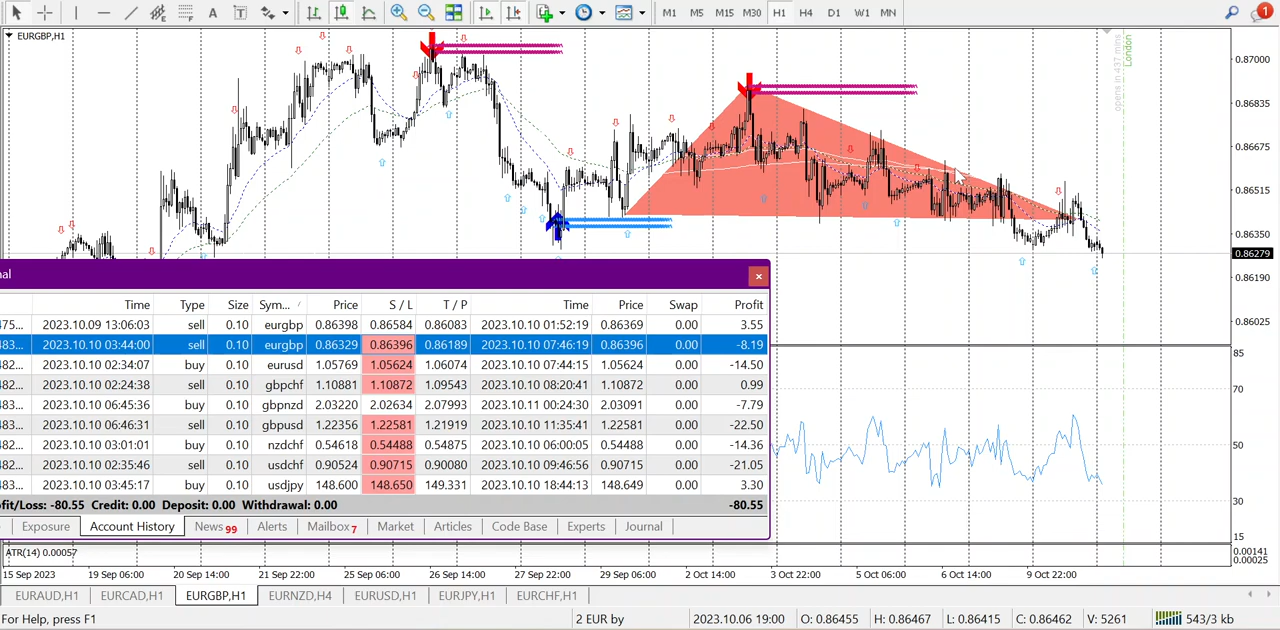 A T M1 M5 M15 M30 H1 H4 D1 W1 MN 1
EURGBP,H1
opens in 437 mins
London
0.87000
0.86835
0.86675
0.86515
0.86350
0.86279
0.86190
0.86025
nal
Time Type Size Sym... / Price S / L T / P Time Price Swap Profit
475... 2023.10.09 13:06:03 sell 0.10 eurgbp 0.86398 0.86584 0.86083 2023.10.10 01:52:19 0.86369 0.00 3.55
483... 2023.10.10 03:44:00 sell 0.10 eurgbp 0.86329 0.86396 0.86189 2023.10.10 07:46:19 0.86396 0.00 -8.19
482... 2023.10.10 02:34:07 buy 0.10 eurusd 1.05769 1.05624 1.06074 2023.10.10 07:44:15 1.05624 0.00 -14.50
482... 2023.10.10 02:24:38 sell 0.10 gbpchf 1.10881 1.10872 1.09543 2023.10.10 08:20:41 1.10872 0.00 0.99
483... 2023.10.10 06:45:36 buy 0.10 gbpnzd 2.03220 2.02634 2.07993 2023.10.11 00:24:30 2.03091 0.00 -7.79
483... 2023.10.10 06:46:31 sell 0.10 gbpusd 1.22356 1.22581 1.21919 2023.10.10 11:35:41 1.22581 0.00 -22.50
482... 2023.10.10 03:01:01 buy 0.10 nzdchf 0.54618 0.54488 0.54875 2023.10.10 06:00:05 0.54488 0.00 -14.36
482... 2023.10.10 02:35:46 sell 0.10 usdchf 0.90524 0.90715 0.90080 2023.10.10 09:46:56 0.90715 0.00 -21.05
483... 2023.10.10 03:45:17 buy 0.10 usdjpy 148.600 148.650 149.331 2023.10.10 18:44:13 148.649 0.00 3.30
fit/Loss: -80.55 Credit: 0.00 Deposit: 0.00 Withdrawal: 0.00 -80.55
Exposure Account History News 99 Alerts Mailbox 7 Market Articles Code Base Experts Journal
85
70
50
30
15
ATR(14) 0.00057
0.00141
0.00025
15 Sep 2023 19 Sep 06:00 20 Sep 14:00 21 Sep 22:00 25 Sep 06:00 26 Sep 14:00 27 Sep 22:00 29 Sep 06:00 2 Oct 14:00 3 Oct 22:00 5 Oct 06:00 6 Oct 14:00 9 Oct 22:00
EURAUD,H1 EURCAD,H1 EURGBP,H1 EURNZD,H4 EURUSD,H1 EURJPY,H1 EURCHF,H1
For Help, press F1 2 EUR by 2023.10.06 19:00 O: 0.86455 H: 0.86467 L: 0.86415 C: 0.86462 V: 5261 543/3 kb